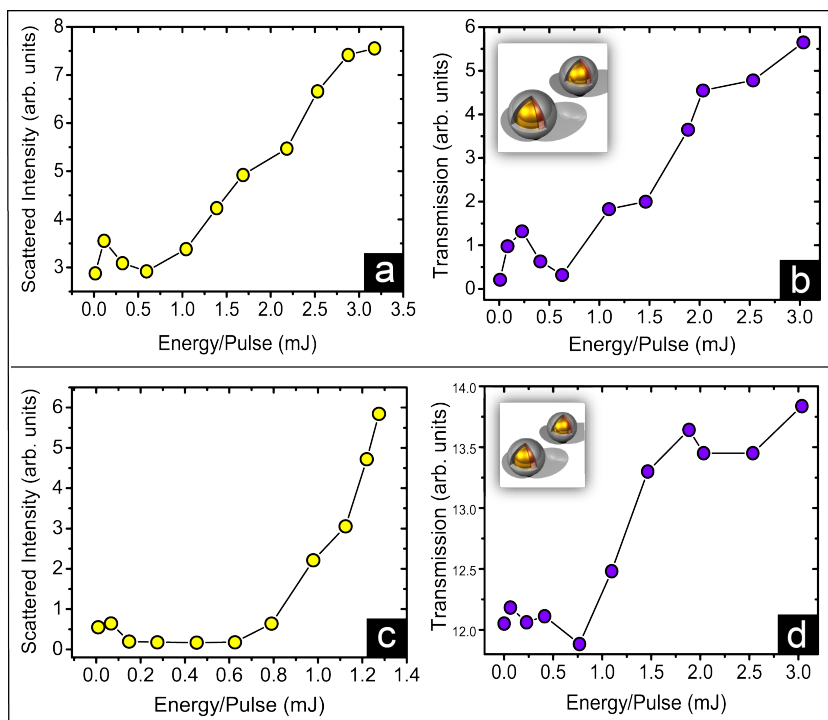 Scattered Intensity (arb. units)
8
7
6
5
4
3
0.0 0.5 1.0 1.5 2.0 2.5 3.0 3.5
Energy/Pulse (mJ)
a
Transmission (arb. units)
6
5
4
3
2
1
0
0.0 0.5 1.0 1.5 2.0 2.5 3.0
Energy/Pulse (mJ)
b
Scattered Intensity (arb. units)
6
5
4
3
2
1
0
0.0 0.2 0.4 0.6 0.8 1.0 1.2 1.4
Energy/Pulse (mJ)
c
Transmission (arb. units)
14.0
13.5
12.0
12.5
12.0
0.0 0.5 1.0 1.5 2.0 2.5 3.0
Energy/Pulse (mJ)
d